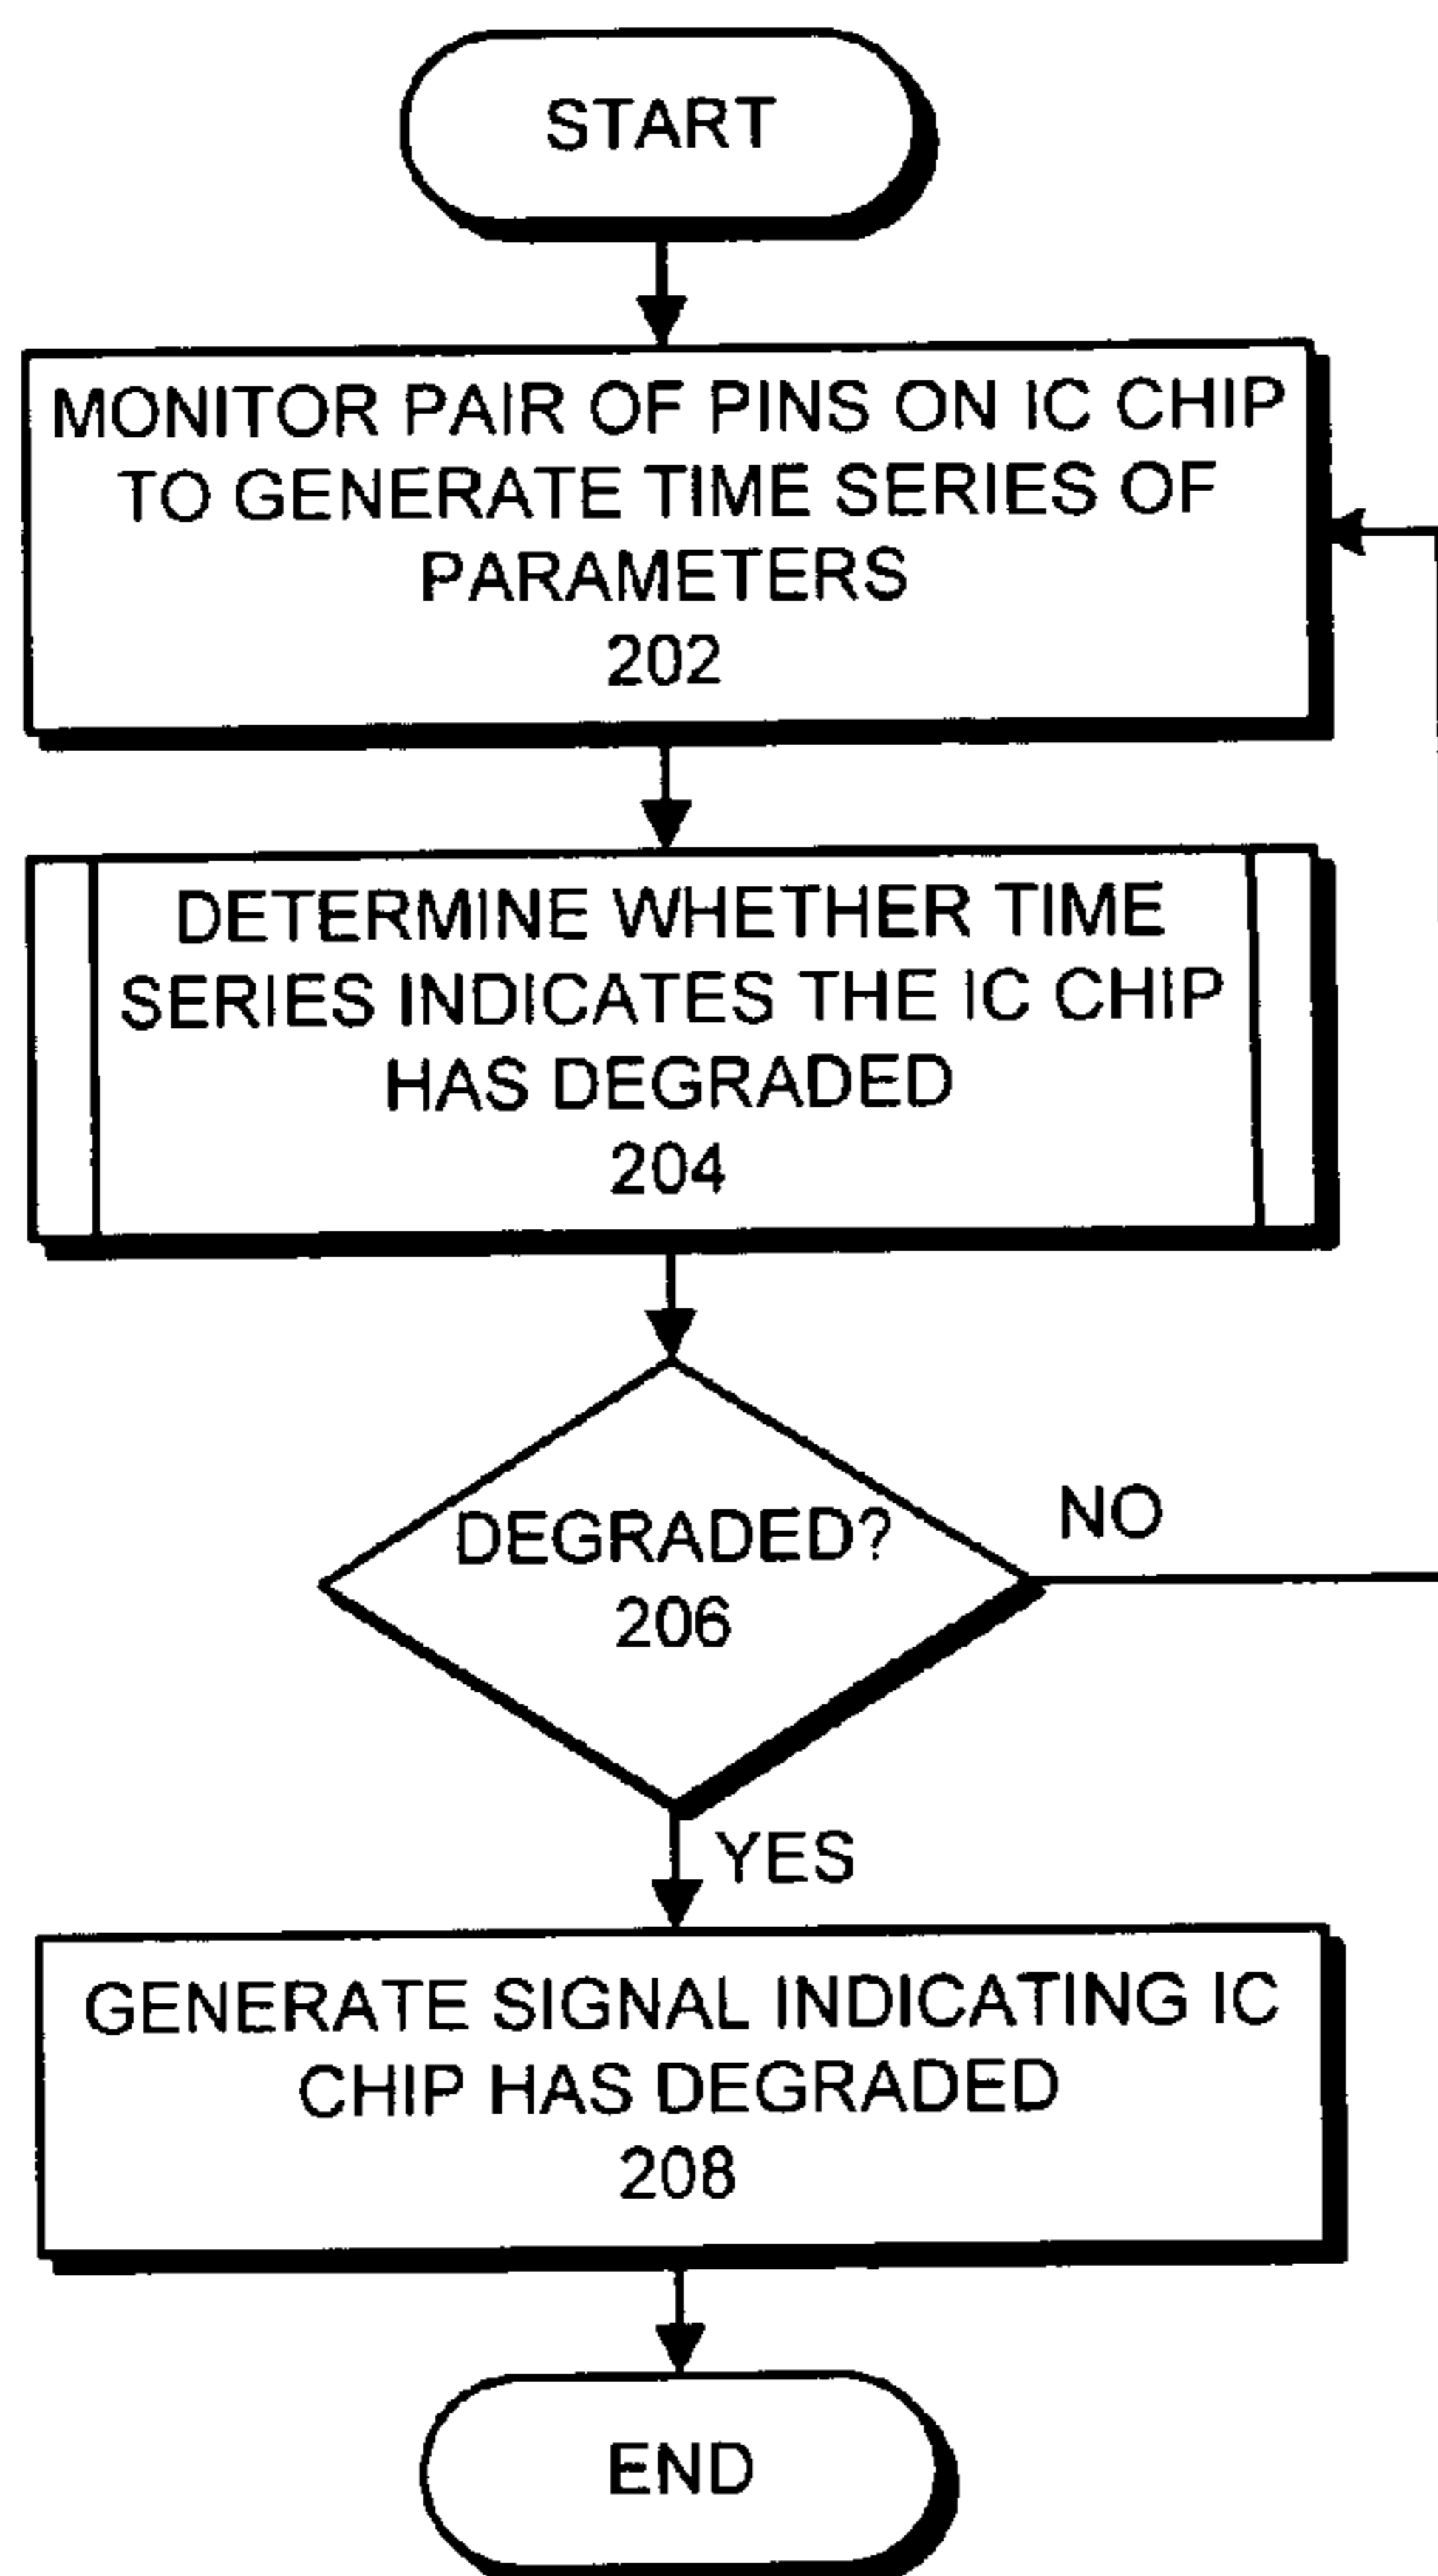 START
MONITOR PAIR OF PINS ON IC CHIP
TO GENERATE TIME SERIES OF
PARAMETERS
202
DETERMINE WHETHER TIME
SERIES INDICATES THE IC CHIP
HAS DEGRADED
204
DEGRADED?
206
NO
YES
GENERATE SIGNAL INDICATING IC
CHIP HAS DEGRADED
208
END